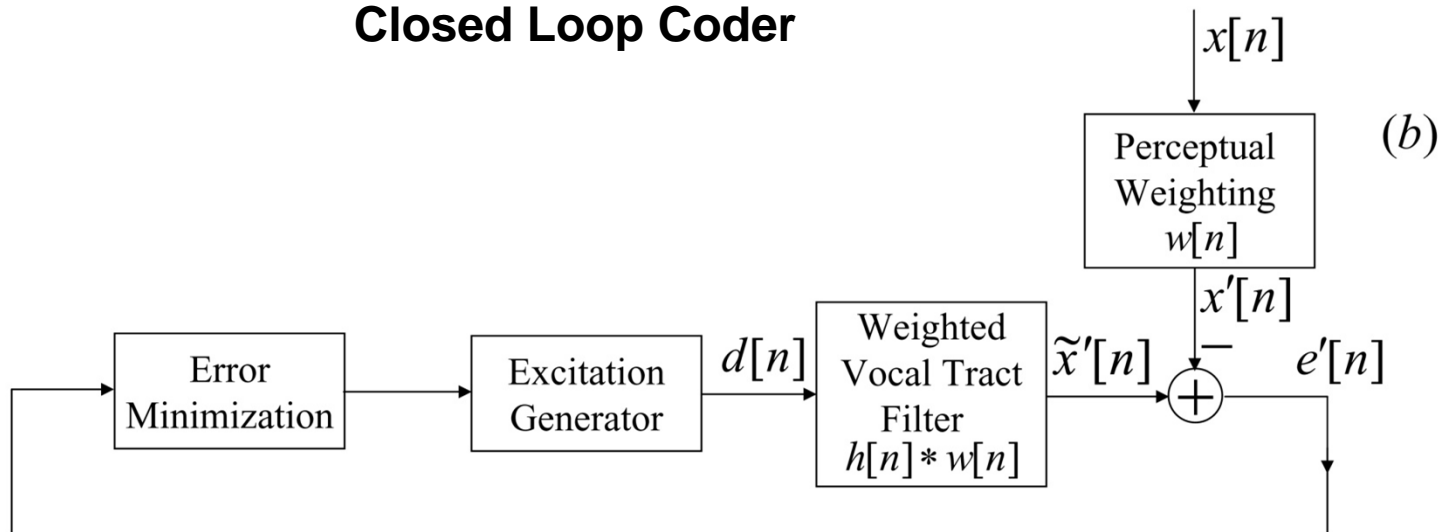 Closed Loop Coder
x[n]
(b)
Perceptual
Weighting
w[n]
x′[n]
−
Error
Minimization
Excitation
Generator
d[n]
Weighted
Vocal Tract
Filter
h[n] * w[n]
x̃′[n]
+
e′[n]